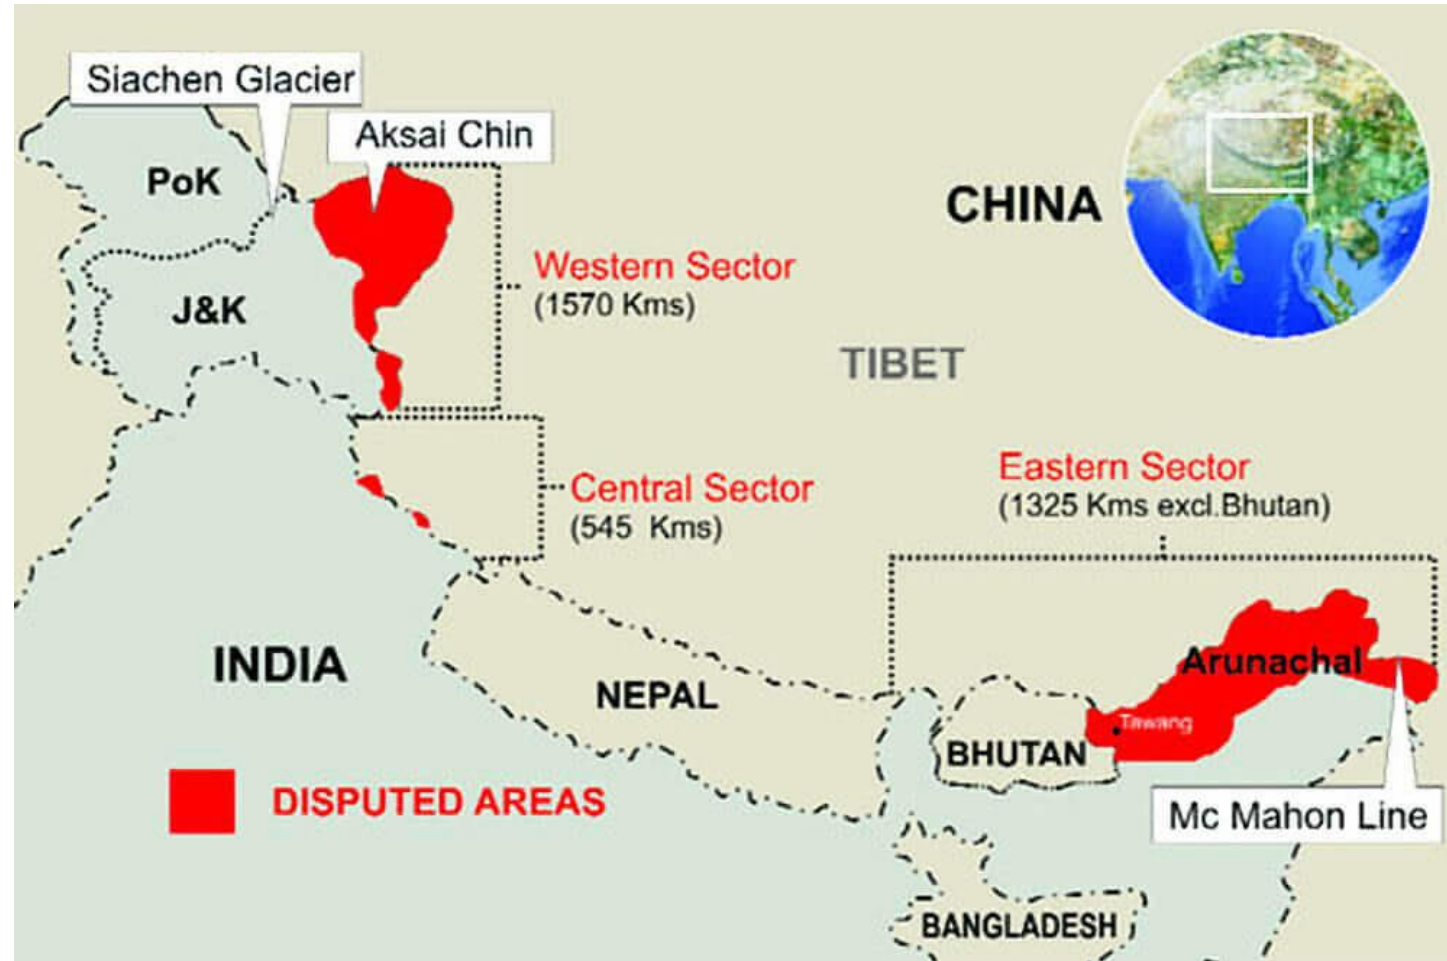 Siachen Glacier
Aksai Chin
PoK
CHINA
Western Sector
(1570 Kms)
J&K
TIBET
Eastern Sector
(1325 Kms excl.Bhutan)
Central Sector
(545 Kms)
INDIA
Arunachal
NEPAL
Tawang
BHUTAN
DISPUTED AREAS
Mc Mahon Line
BANGLADESH